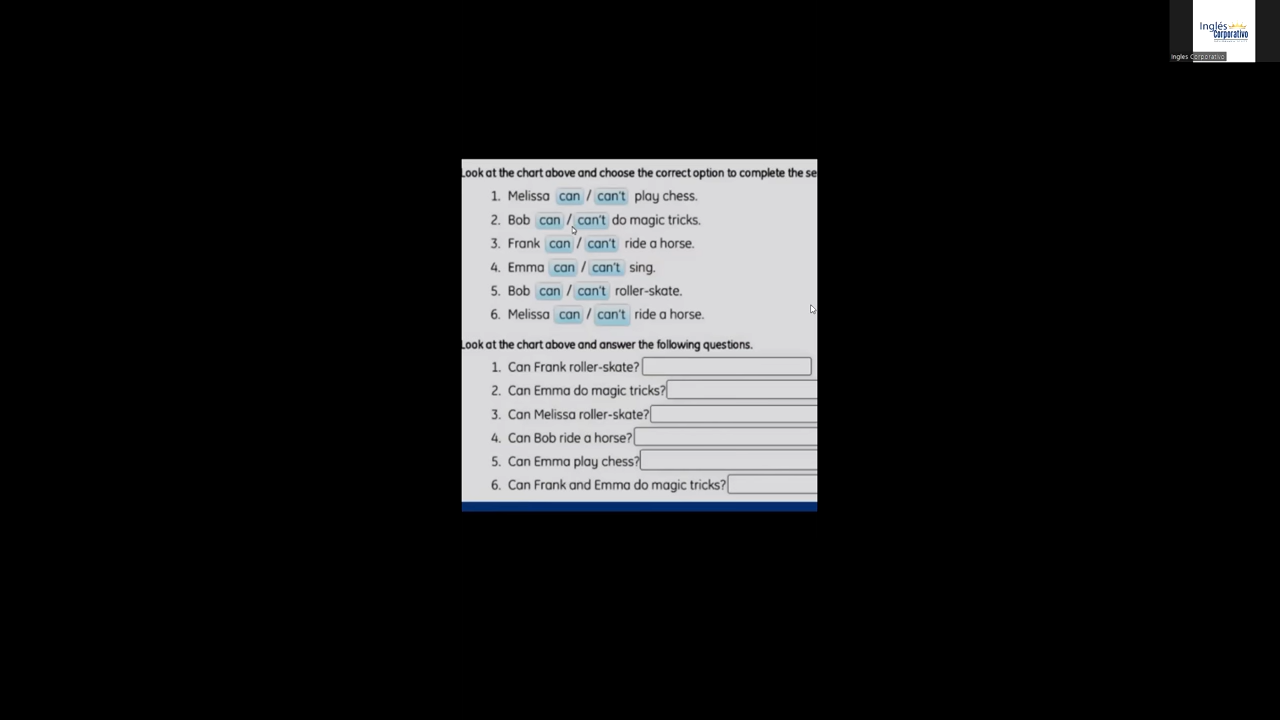 Inglés
Corporativo
Ingles Corporativo
Look at the chart above and choose the correct option to complete the se
1. Melissa can / can't play chess.
2. Bob can / can't do magic tricks.
3. Frank can / can't ride a horse.
4. Emma can / can't sing.
5. Bob can / can't roller-skate.
6. Melissa can / can't ride a horse.
Look at the chart above and answer the following questions.
1. Can Frank roller-skate?
2. Can Emma do magic tricks?
3. Can Melissa roller-skate?
4. Can Bob ride a horse?
5. Can Emma play chess?
6. Can Frank and Emma do magic tricks?